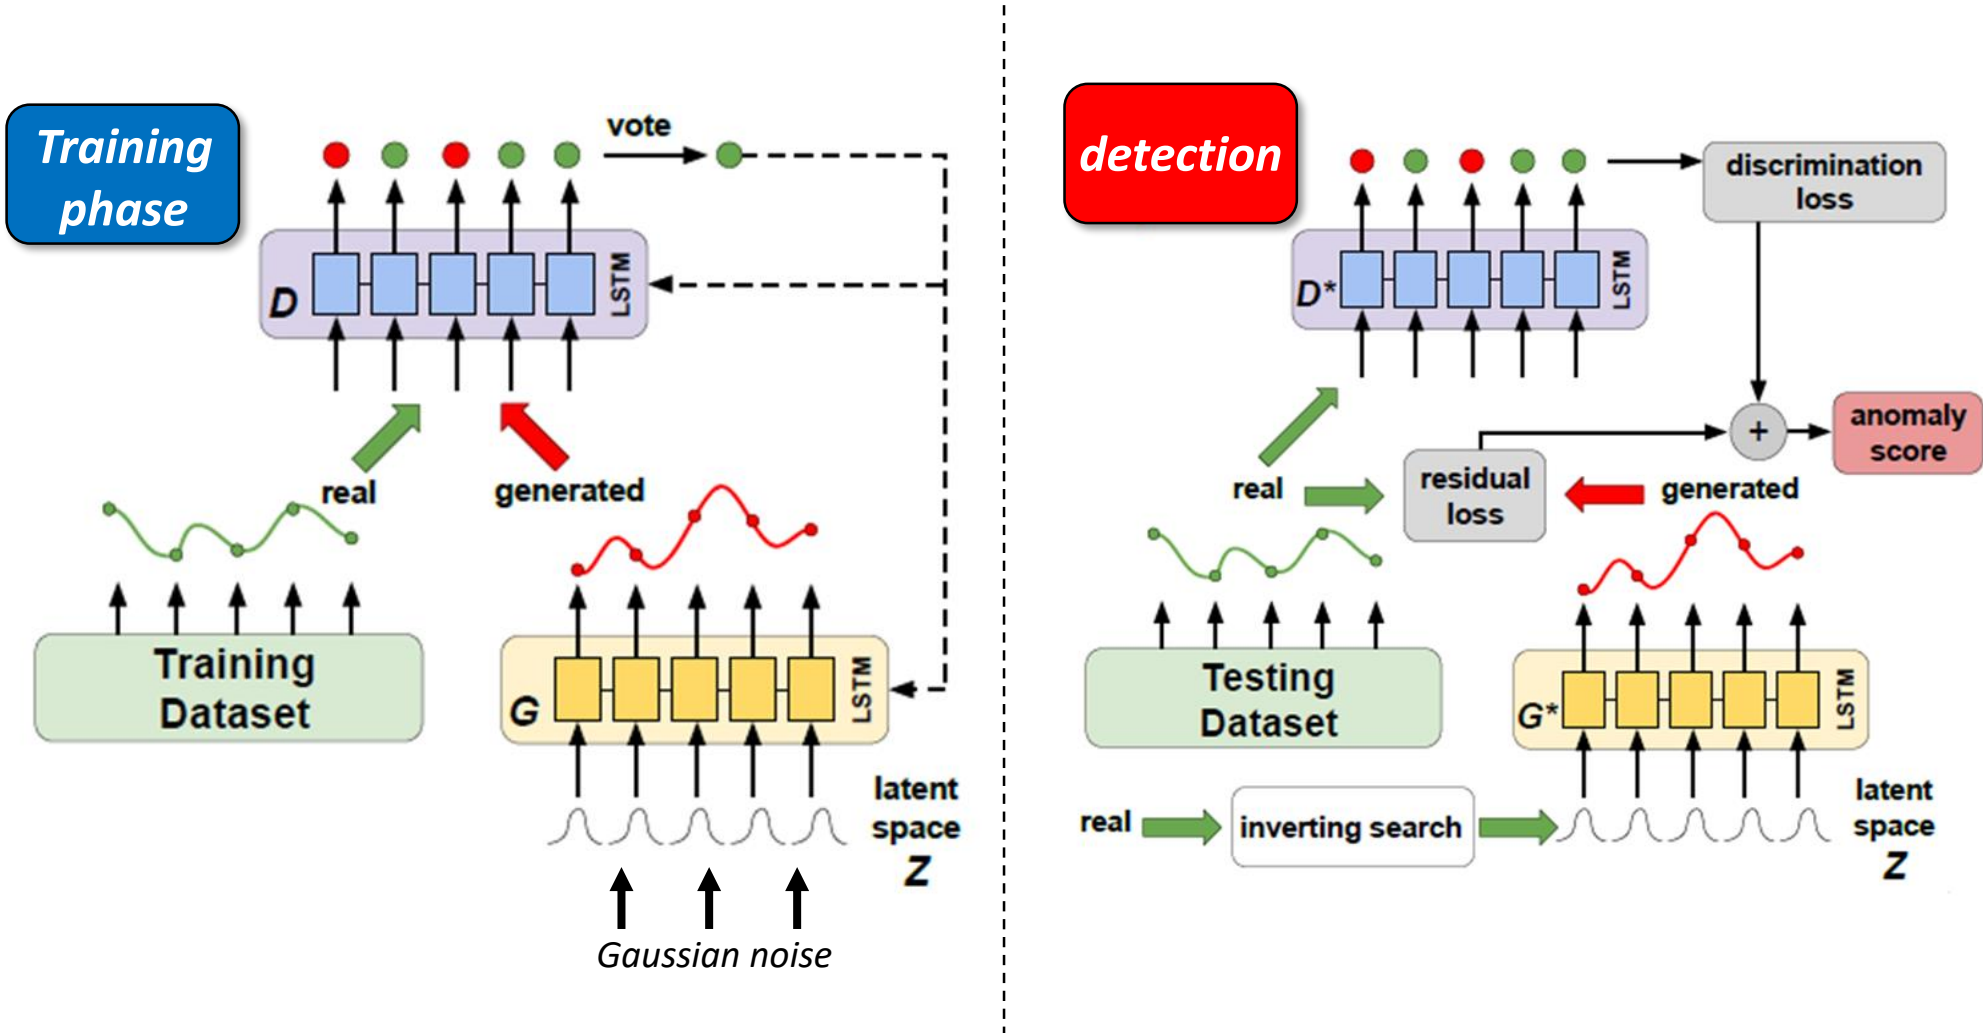 Training
phase
vote
D
LSTM
real
generated
Training
Dataset
G
LSTM
latent
space
Z
Gaussian noise
detection
discrimination
loss
D*
LSTM
+
anomaly
score
real
residual
loss
generated
Testing
Dataset
G*
LSTM
real
inverting search
latent
space
Z